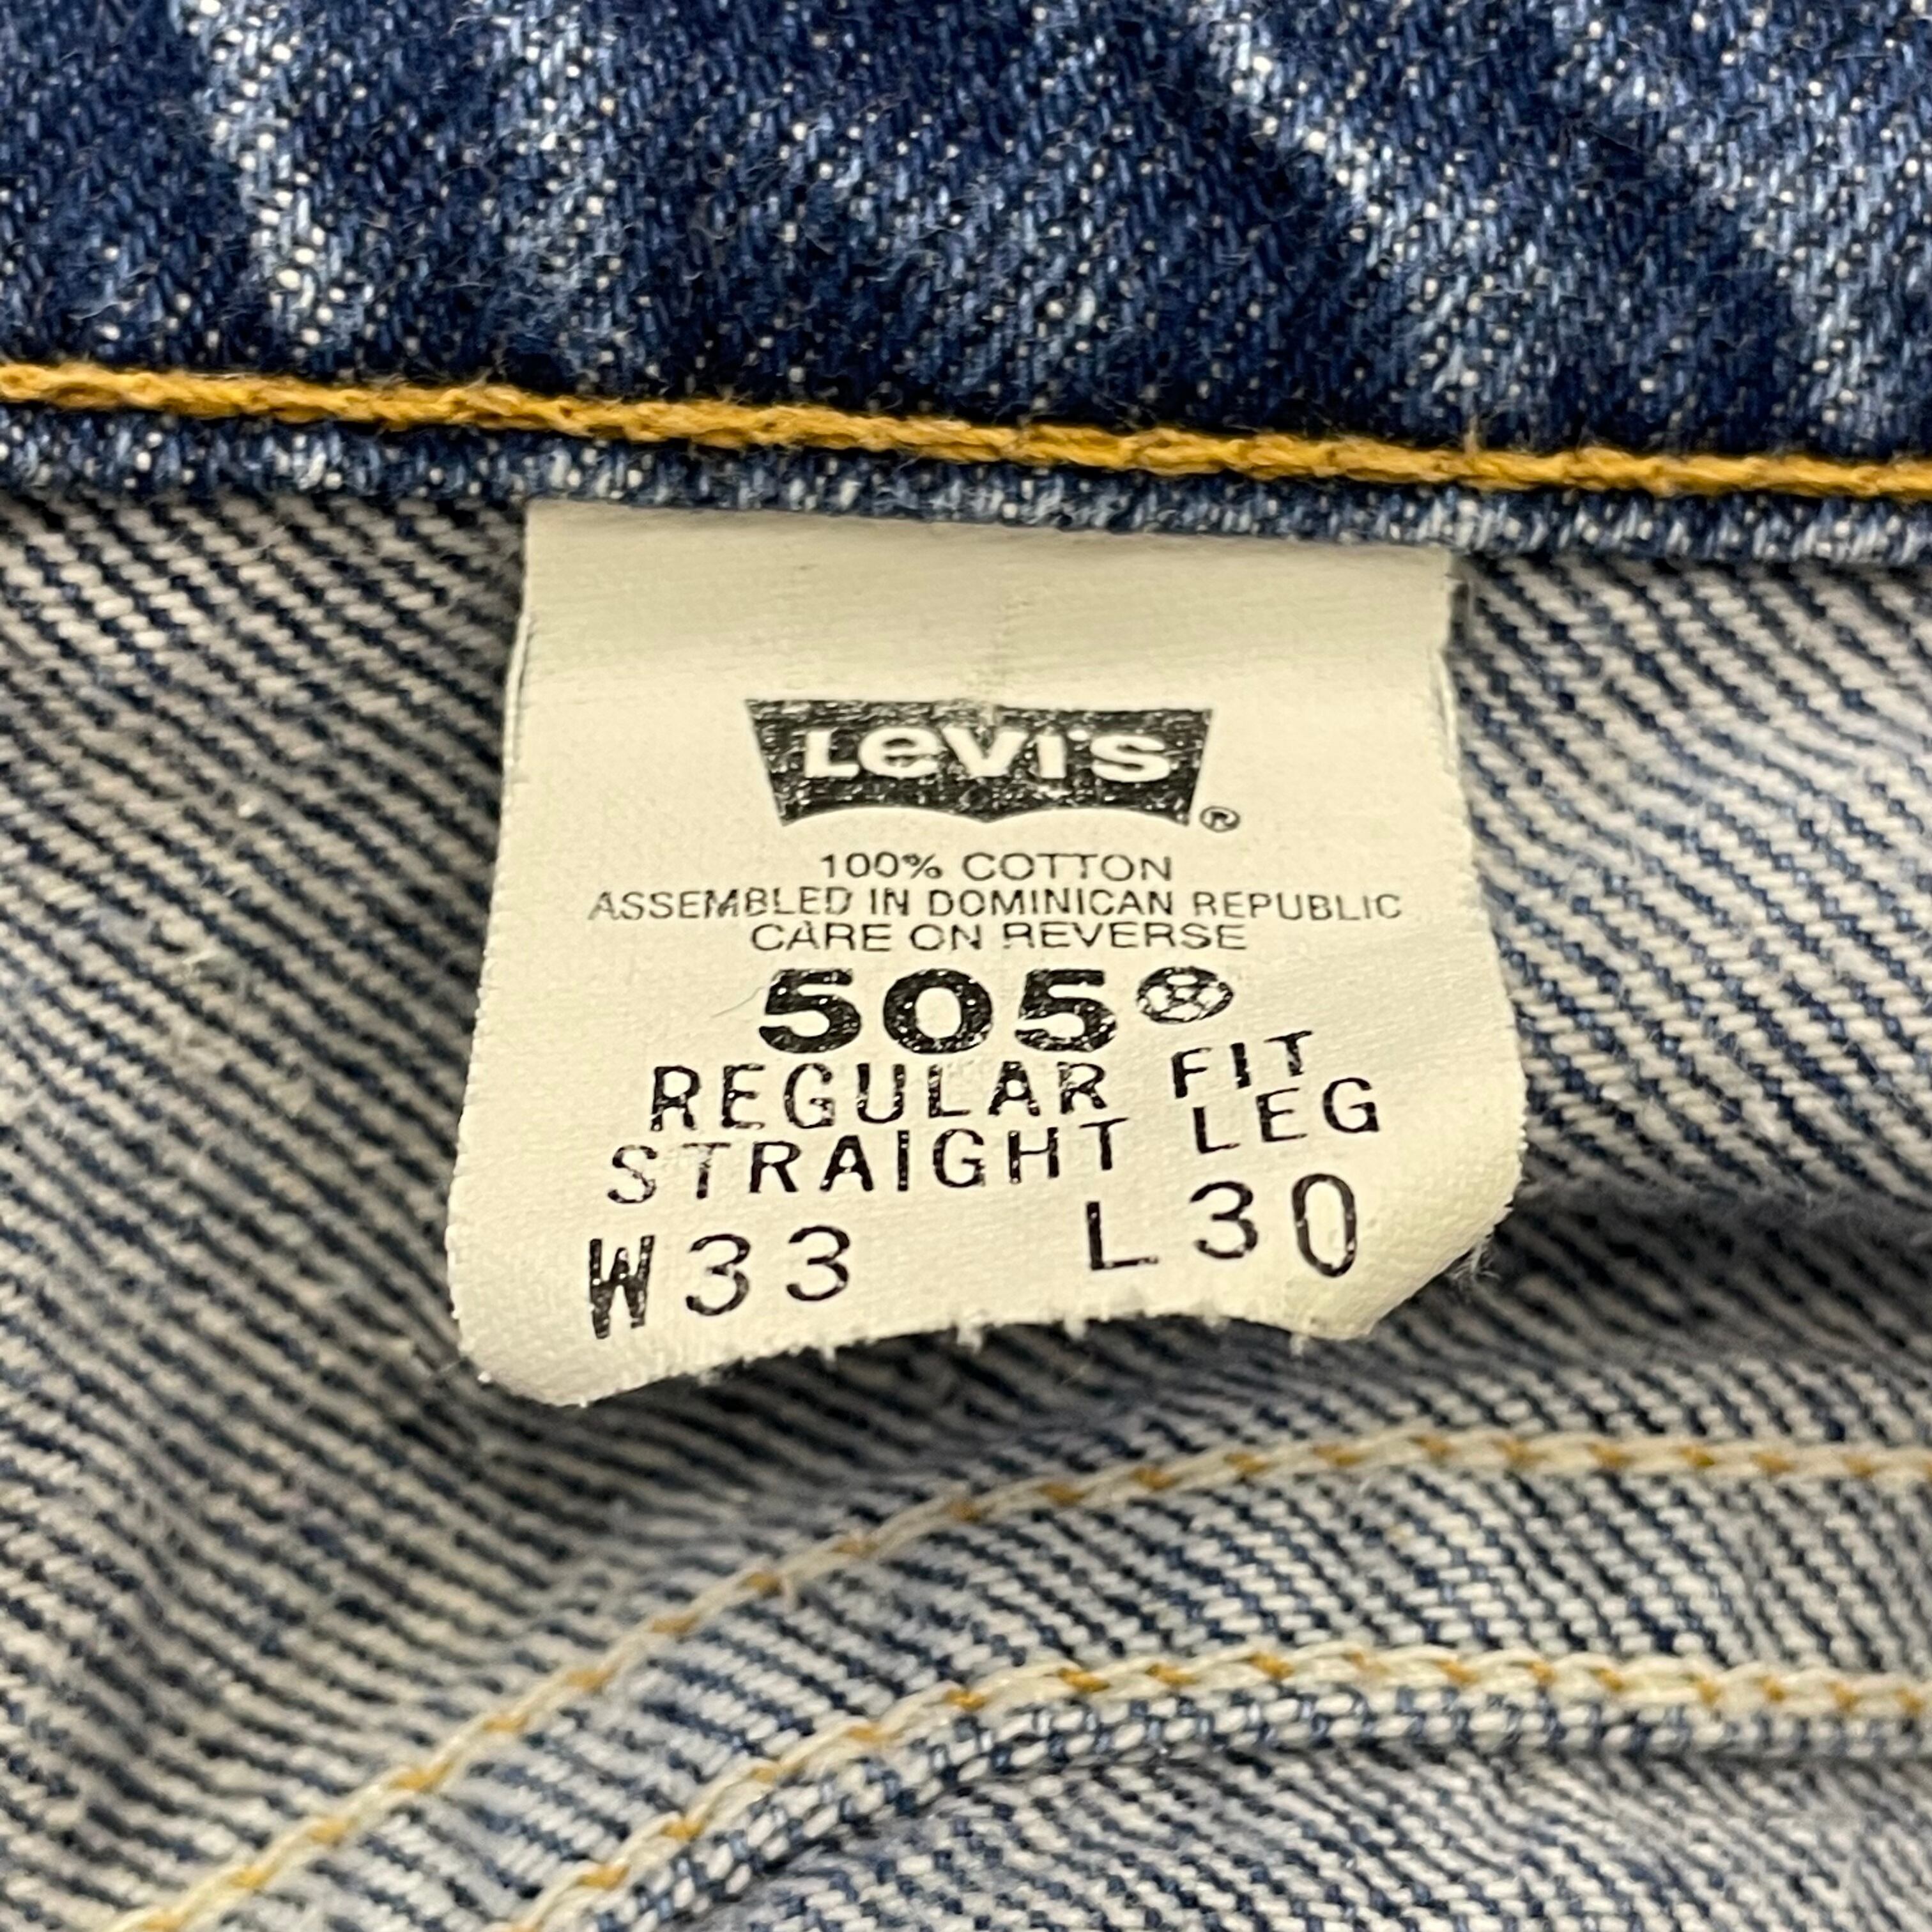 Levi's ®
100% COTTON
ASSEMBLED IN DOMINICAN REPUBLIC
CARE ON REVERSE
505®
REGULAR FIT
STRAIGHT LEG
W33 L30